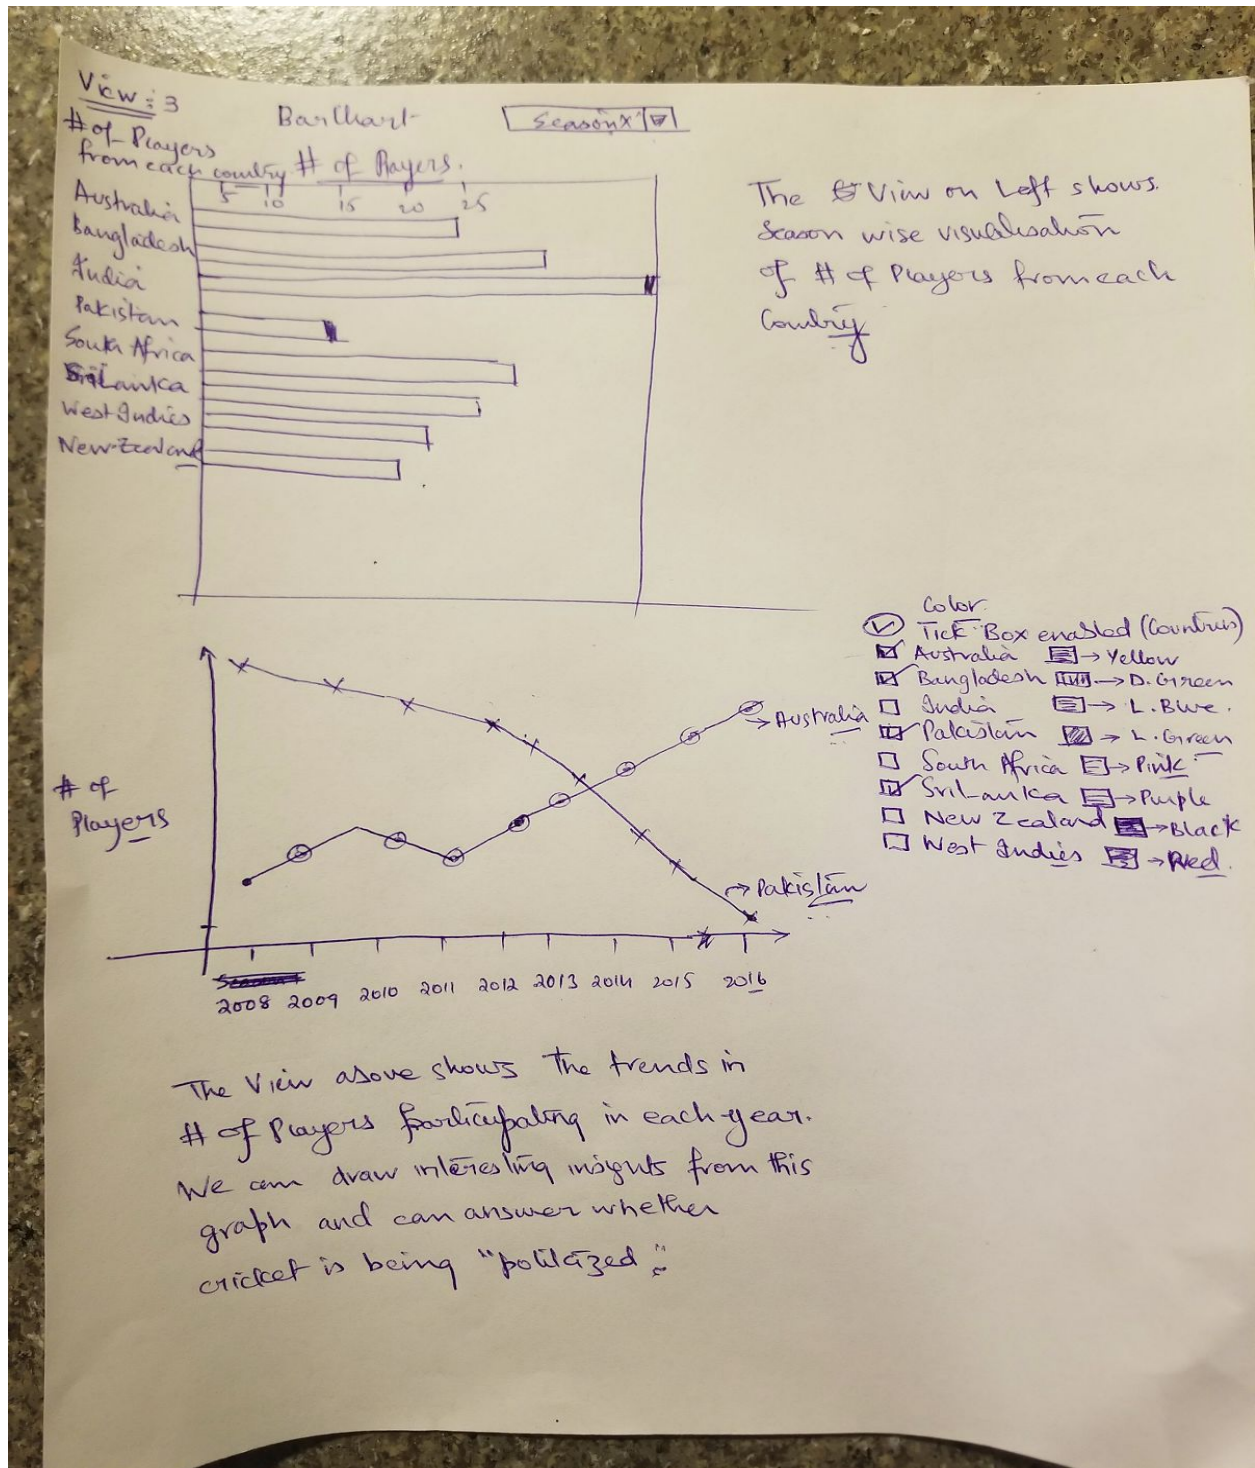 View : 3
# of Players
from each country
Bar Chart
Season X
# of Players.
5 10 15 20 25
Australia
Bangladesh
India
Pakistan
South Africa
Sri Lanka
West Indies
New-Zealand
The View on Left shows.
Season wise visualisation
of # of Players from each
Country
Color.
Tick Box enabled (Countries)
Australia → Yellow
Bangladesh → D. Green
India → L. Blue.
Pakistan → L. Green
South Africa → Pink
Sri Lanka → Purple
New Zealand → Black
West Indies → Red.
# of
Players
→ Australia
→ Pakistan
2008 2009 2010 2011 2012 2013 2014 2015 2016
The View above shows the trends in
# of Players participating in each year.
We can draw interesting insights from this
graph and can answer whether
cricket is being "politcized".